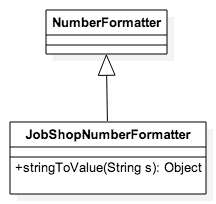 NumberFormatter
JobShopNumberFormatter
+stringToValue(String s): Object